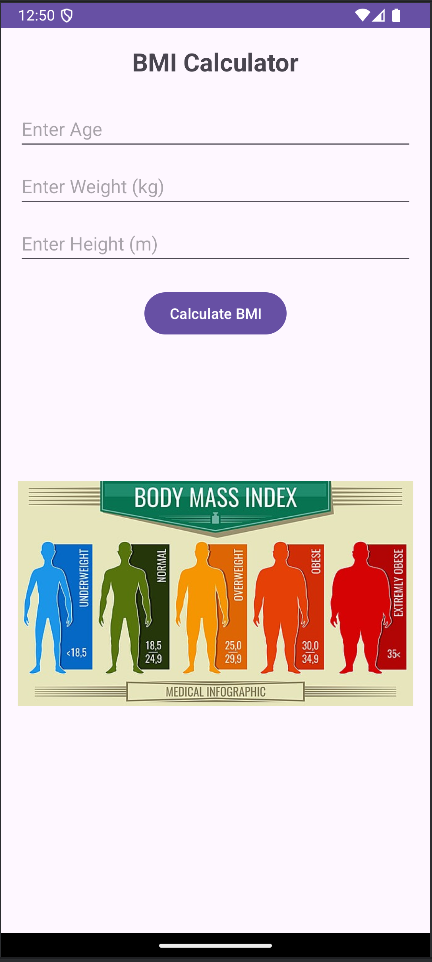 12:50
BMI Calculator
Enter Age
Enter Weight (kg)
Enter Height (m)
Calculate BMI
BODY MASS INDEX
UNDERWEIGHT
<18,5
NORMAL
18,5
24,9
OVERWEIGHT
25,0
29,9
OBESE
30,0
34,9
EXTREMLY OBESE
35<
MEDICAL INFOGRAPHIC